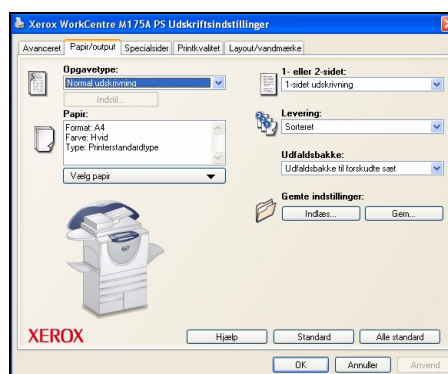 Xerox WorkCentre M175A PS Udskriftsindstillinger
Avanceret Papir/output Specialsider Printkvalitet Layout/vandmærke
Opgavetype:
Normal udskrivning
Indstil...
Papir:
Format: A4
Farve: Hvid
Type: Printerstandardtype
Vælg papir
1- eller 2-sidet:
1-sidet udskrivning
Levering:
Sorteret
Udfaldsbakke:
Udfaldsbakke til forskudte sæt
Gemte indstillinger:
Indlæs... Gem...
XEROX
Hjælp Standard Alle standard
OK Annuller Anvend